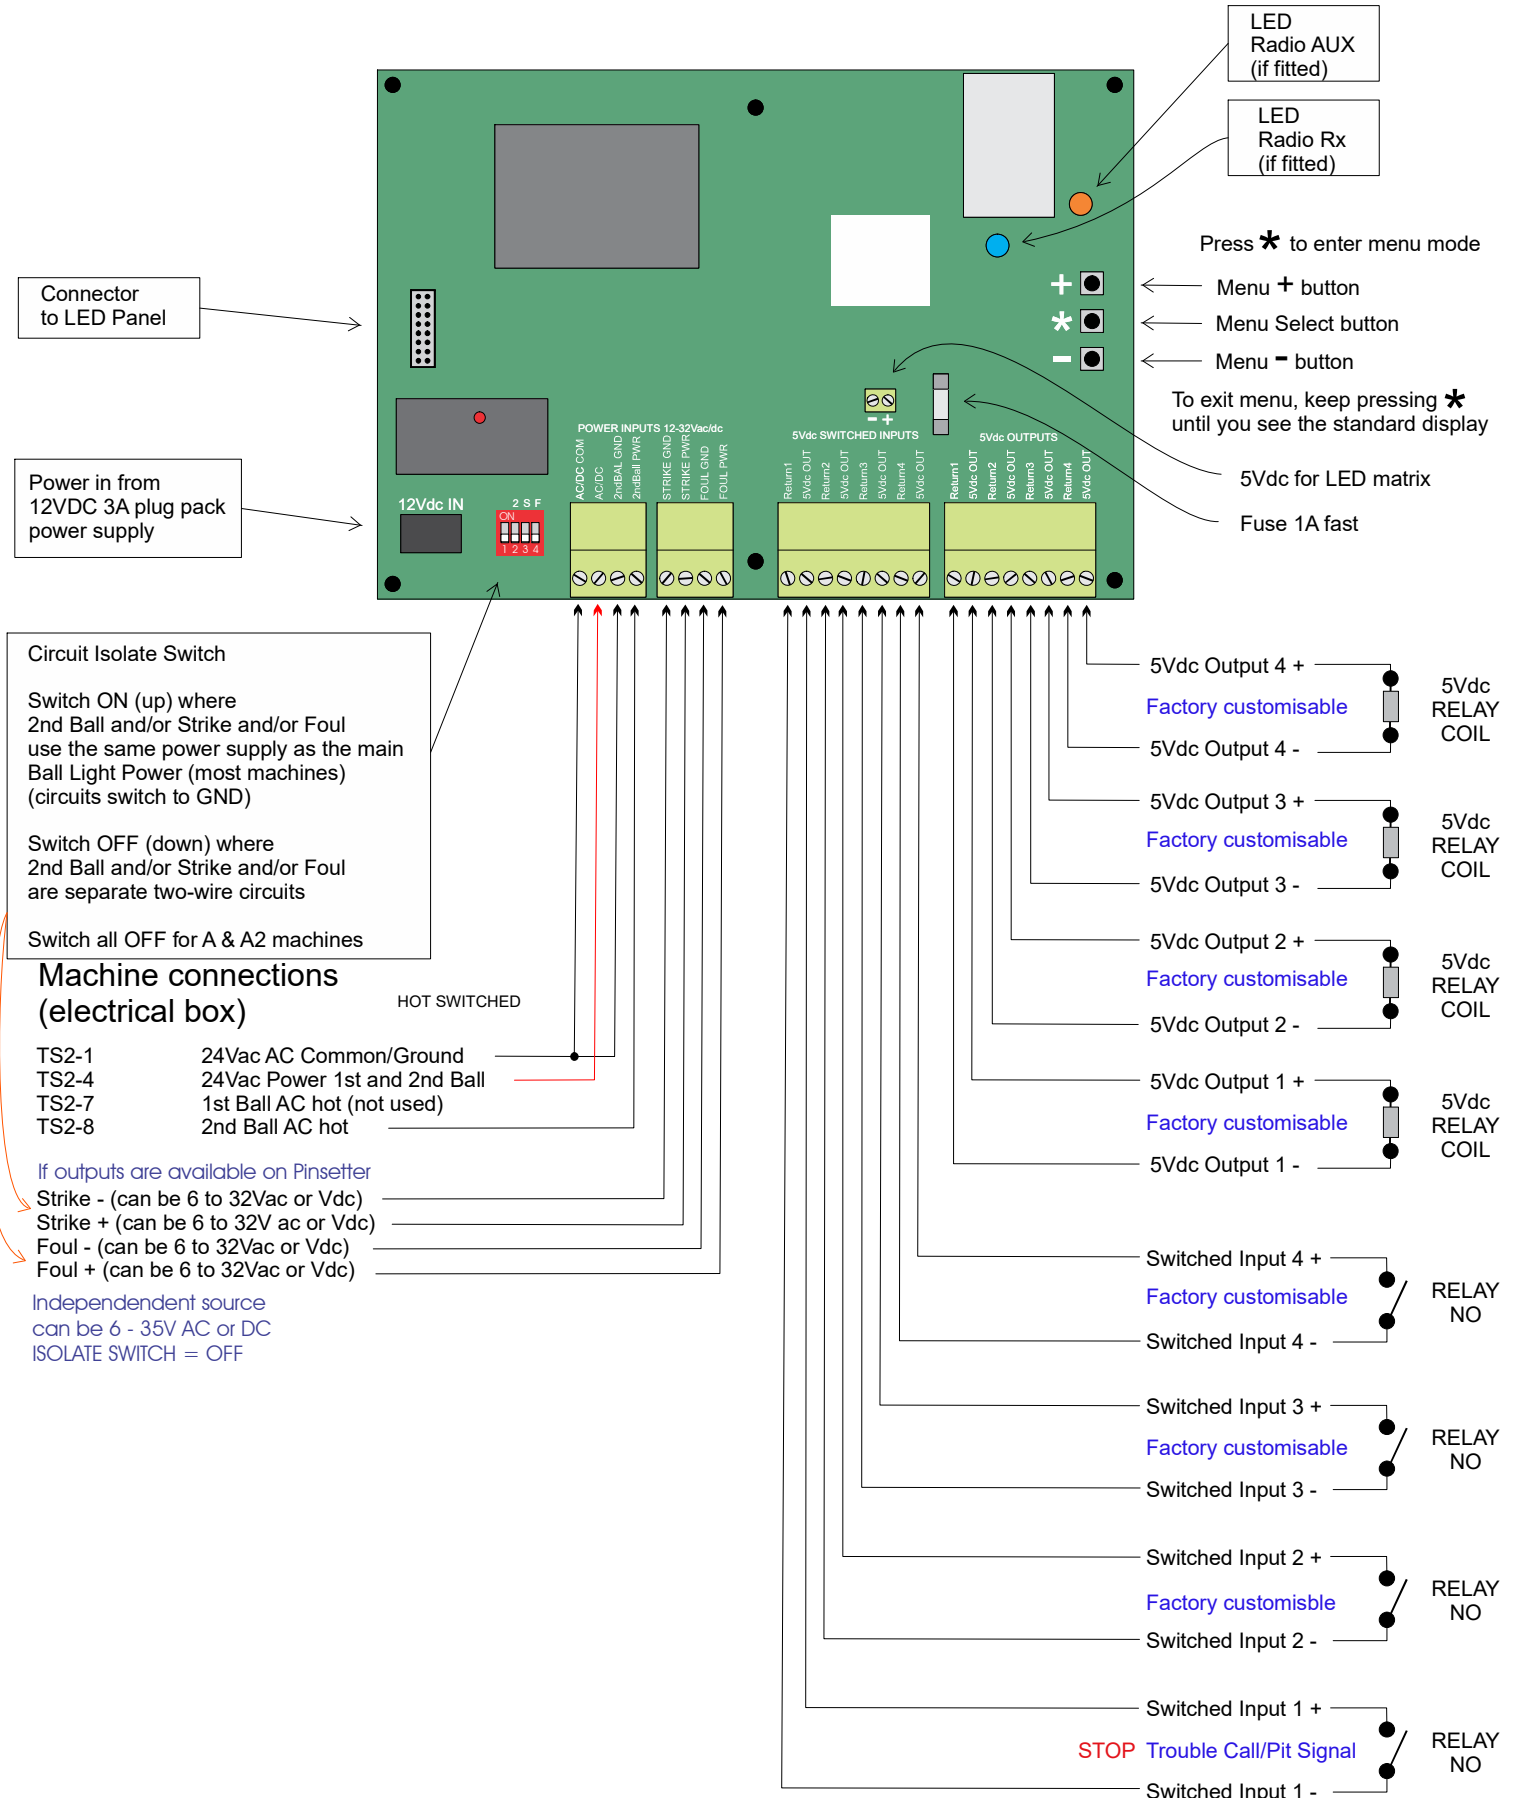 LED
Radio AUX
(if fitted)
LED
Radio Rx
(if fitted)
Press * to enter menu mode
Menu + button
Menu Select button
Menu - button
To exit menu, keep pressing *
until you see the standard display
5Vdc for LED matrix
Fuse 1A fast
Connector
to LED Panel
Power in from
12VDC 3A plug pack
power supply
+
*
-
- +
POWER INPUTS 12-32Vac/dc
AC/DC COM
AC/DC
2ndBAL GND
2ndBall PWR
STRIKE GND
STRIKE PWR
FOUL GND
FOUL PWR
5Vdc SWITCHED INPUTS
Return1
5Vdc OUT
Return2
5Vdc OUT
Return3
5Vdc OUT
Return4
5Vdc OUT
5Vdc OUTPUTS
Return1
5Vdc OUT
Return2
5Vdc OUT
Return3
5Vdc OUT
Return4
5Vdc OUT
12Vdc IN
2 S F
ON
1 2 3 4
Circuit Isolate Switch
Switch ON (up) where
2nd Ball and/or Strike and/or Foul
use the same power supply as the main
Ball Light Power (most machines)
(circuits switch to GND)
Switch OFF (down) where
2nd Ball and/or Strike and/or Foul
are separate two-wire circuits
Switch all OFF for A & A2 machines
Machine connections
(electrical box)
HOT SWITCHED
TS2-1 24Vac AC Common/Ground
TS2-4 24Vac Power 1st and 2nd Ball
TS2-7 1st Ball AC hot (not used)
TS2-8 2nd Ball AC hot
If outputs are available on Pinsetter
Strike - (can be 6 to 32Vac or Vdc)
Strike + (can be 6 to 32V ac or Vdc)
Foul - (can be 6 to 32Vac or Vdc)
Foul + (can be 6 to 32Vac or Vdc)
Independendent source
can be 6 - 35V AC or DC
ISOLATE SWITCH = OFF
5Vdc Output 4 +
Factory customisable
5Vdc Output 4 -
5Vdc
RELAY
COIL
5Vdc Output 3 +
Factory customisable
5Vdc Output 3 -
5Vdc
RELAY
COIL
5Vdc Output 2 +
Factory customisable
5Vdc Output 2 -
5Vdc
RELAY
COIL
5Vdc Output 1 +
Factory customisable
5Vdc Output 1 -
5Vdc
RELAY
COIL
Switched Input 4 +
Factory customisable
Switched Input 4 -
RELAY
NO
Switched Input 3 +
Factory customisable
Switched Input 3 -
RELAY
NO
Switched Input 2 +
Factory customisble
Switched Input 2 -
RELAY
NO
Switched Input 1 +
STOP Trouble Call/Pit Signal
Switched Input 1 -
RELAY
NO